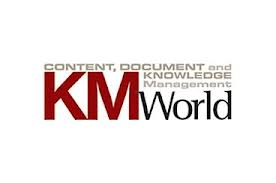 CONTENT, DOCUMENT and
KNOWLEDGE
Management
KMWorld